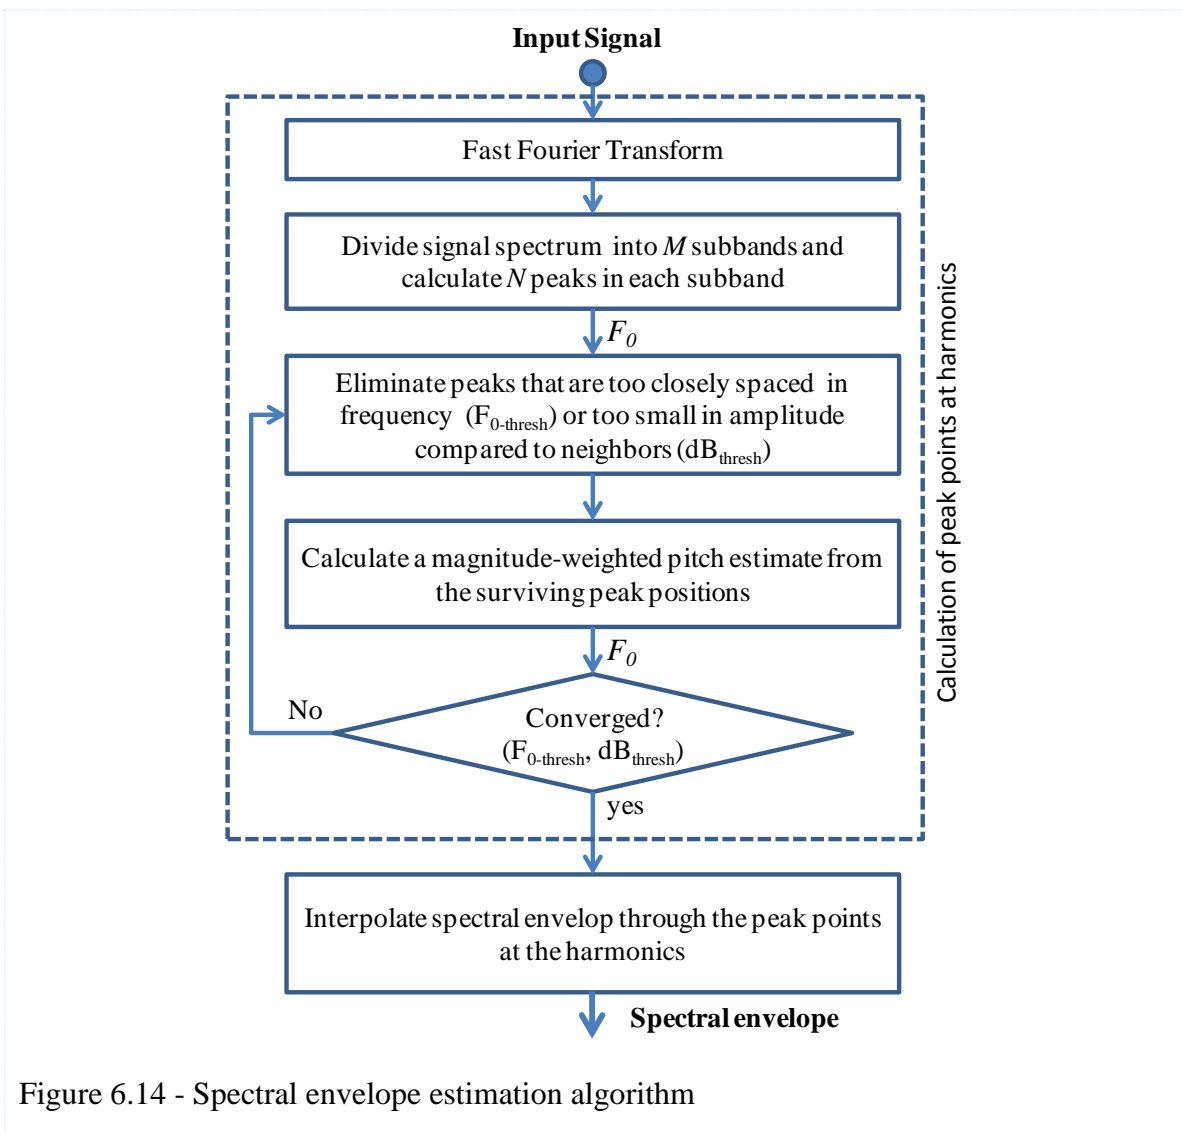 Input Signal
Fast Fourier Transform
Divide signal spectrum into M subbands and
calculate N peaks in each subband
F0
Eliminate peaks that are too closely spaced in
frequency (F0-thresh) or too small in amplitude
compared to neighbors (dBthresh)
Calculate a magnitude-weighted pitch estimate from
the surviving peak positions
F0
No
Converged?
(F0-thresh, dBthresh)
yes
Calculation of peak points at harmonics
Interpolate spectral envelop through the peak points
at the harmonics
Spectral envelope
Figure 6.14 - Spectral envelope estimation algorithm